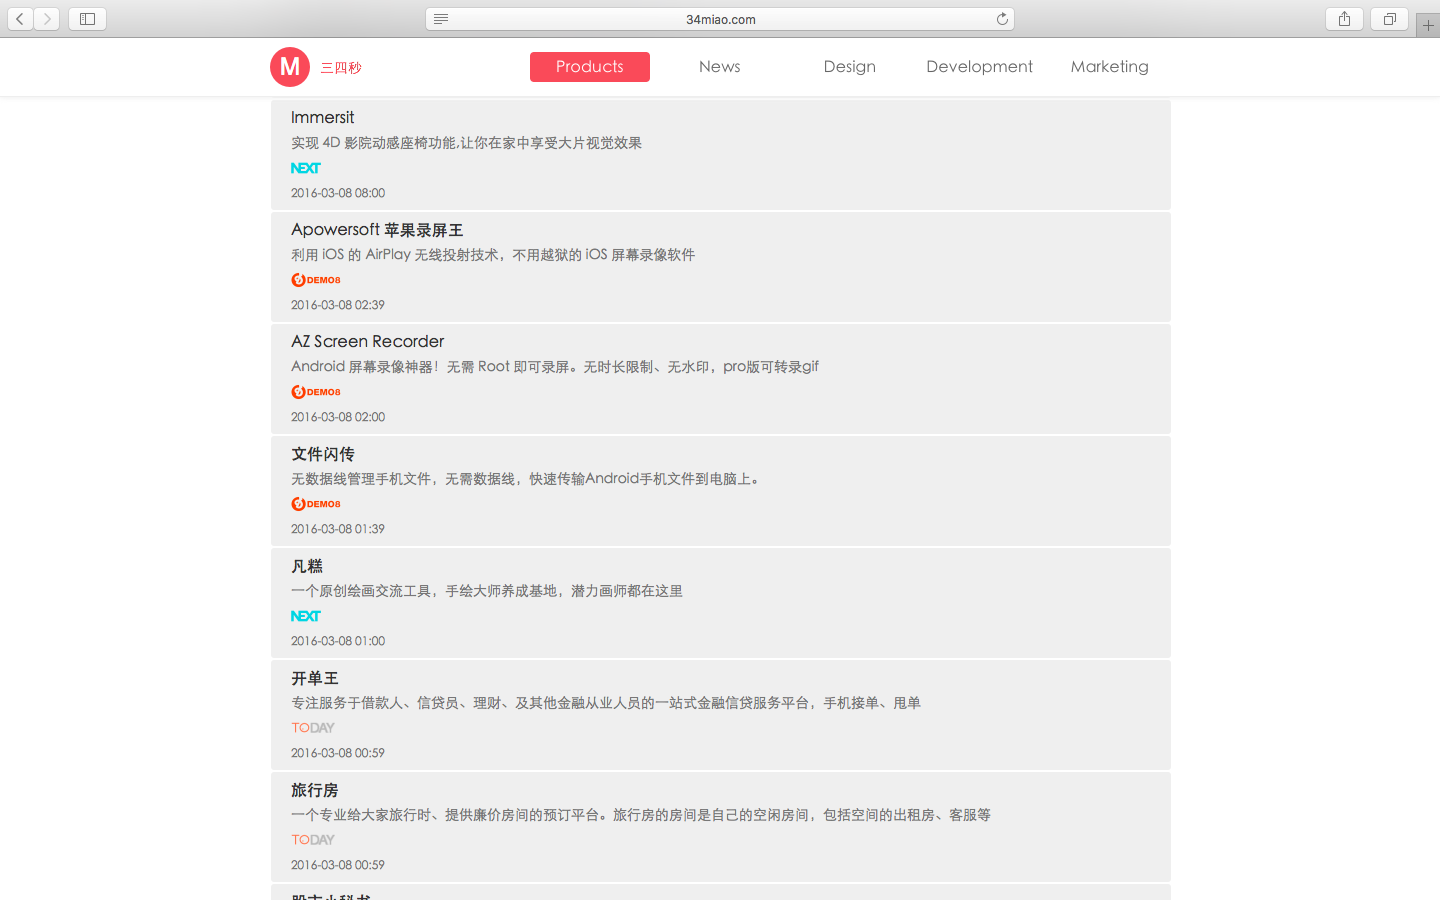 34miao.com
M 三四秒 Products News Design Development Marketing
Immersit
实现 4D 影院动感座椅功能,让你在家中享受大片视觉效果
NEXT
2016-03-08 08:00
Apowersoft 苹果录屏王
利用 iOS 的 AirPlay 无线投射技术，不用越狱的 iOS 屏幕录像软件
DEMO8
2016-03-08 02:39
AZ Screen Recorder
Android 屏幕录像神器！无需 Root 即可录屏。无时长限制、无水印，pro版可转录gif
DEMO8
2016-03-08 02:00
文件闪传
无数据线管理手机文件，无需数据线，快速传输Android手机文件到电脑上。
DEMO8
2016-03-08 01:39
凡糕
一个原创绘画交流工具，手绘大师养成基地，潜力画师都在这里
NEXT
2016-03-08 01:00
开单王
专注服务于借款人、信贷员、理财、及其他金融从业人员的一站式金融信贷服务平台，手机接单、甩单
TODAY
2016-03-08 00:59
旅行房
一个专业给大家旅行时、提供廉价房间的预订平台。旅行房的房间是自己的空闲房间，包括空间的出租房、客服等
TODAY
2016-03-08 00:59